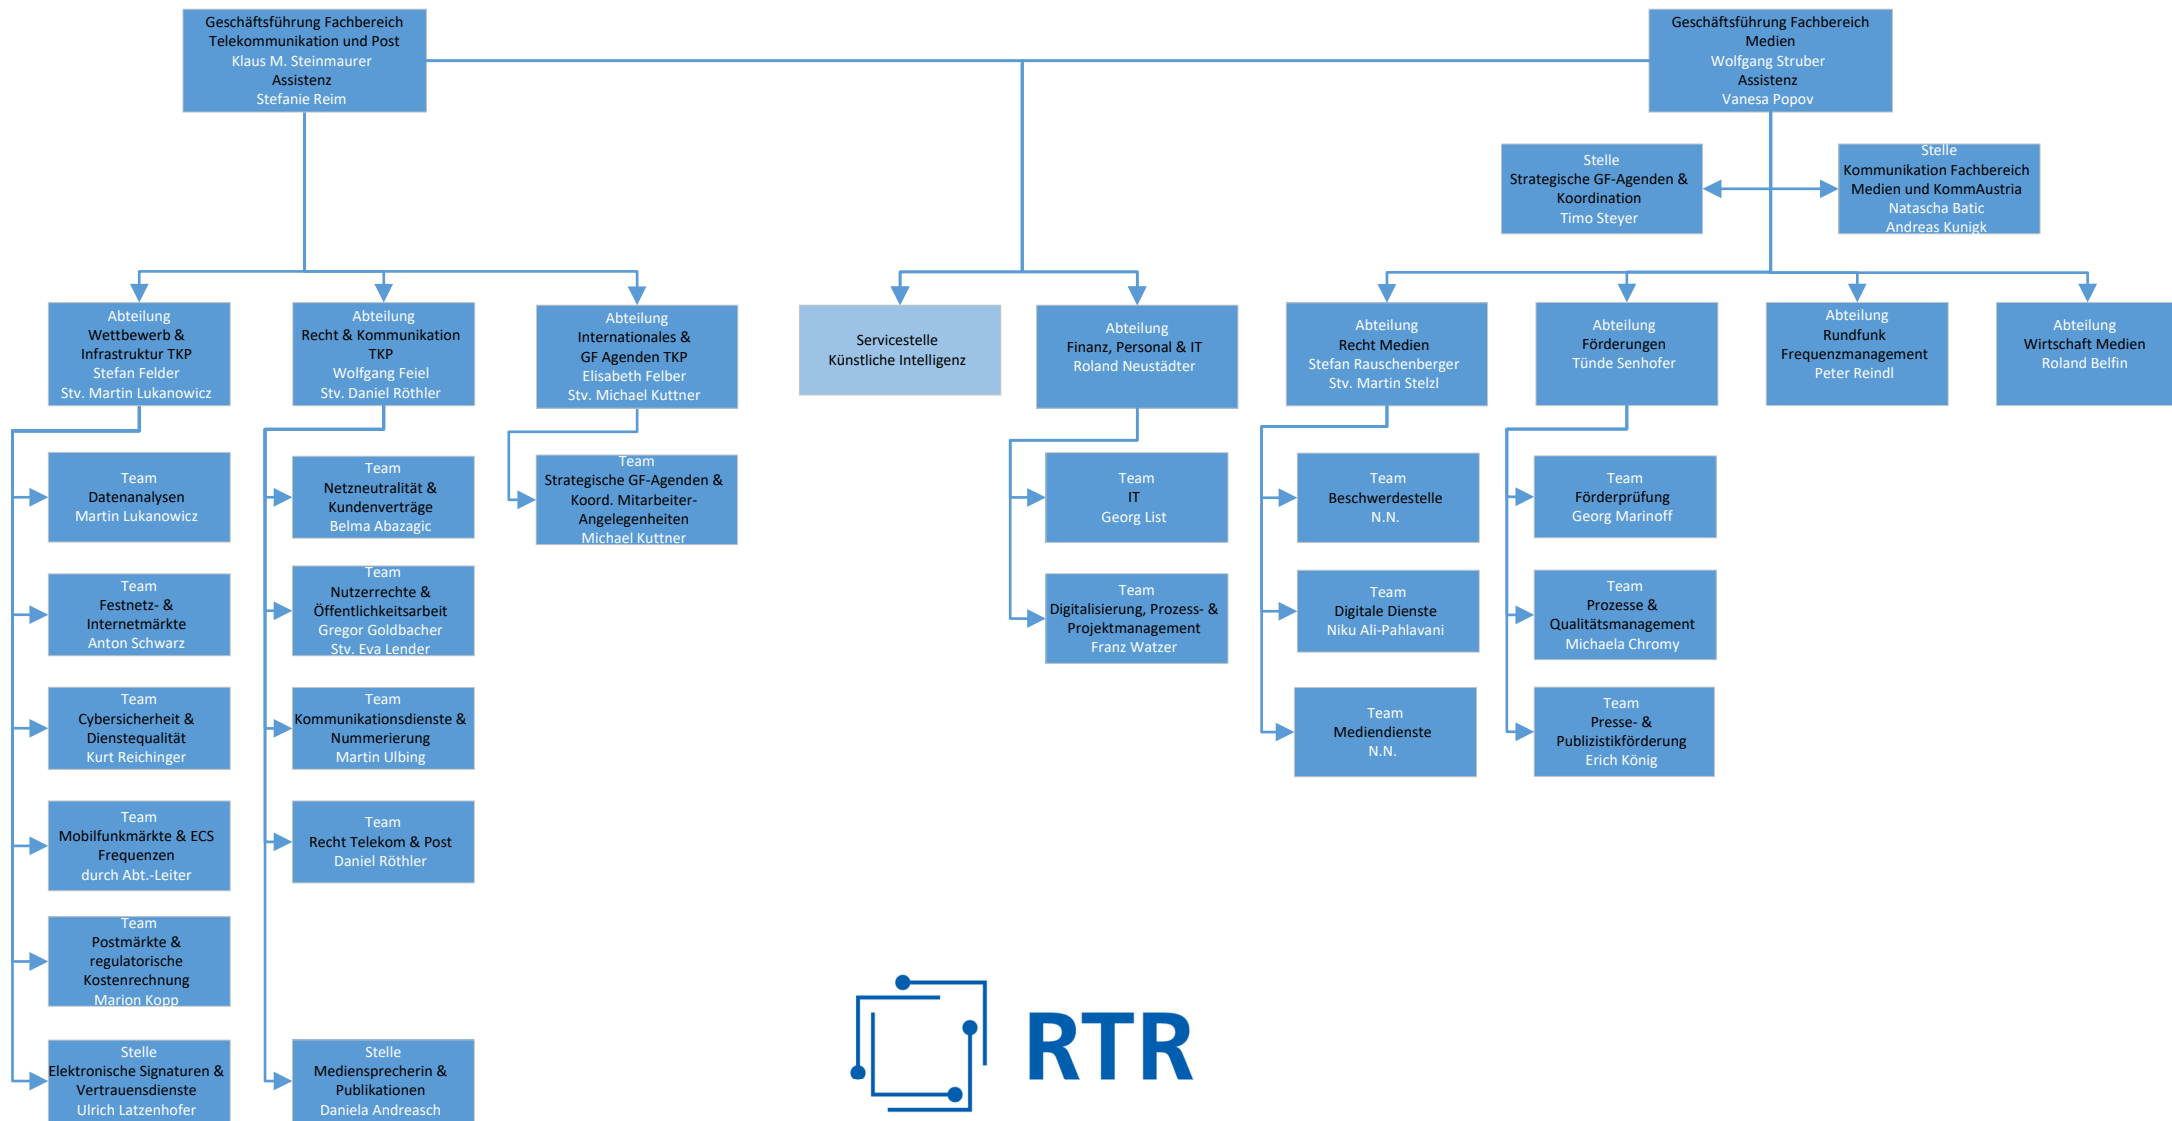 Geschäftsführung Fachbereich
Telekommunikation und Post
Klaus M. Steinmaurer
Assistenz
Stefanie Reim
Geschäftsführung Fachbereich
Medien
Wolfgang Struber
Assistenz
Vanesa Popov
Stelle
Strategische GF-Agenden &
Koordination
Timo Steyer
Stelle
Kommunikation Fachbereich
Medien und KommAustria
Natascha Batic
Andreas Kunigk
Abteilung
Wettbewerb &
Infrastruktur TKP
Stefan Felder
Stv. Martin Lukanowicz
Abteilung
Recht & Kommunikation
TKP
Wolfgang Feiel
Stv. Daniel Röthler
Abteilung
Internationales &
GF Agenden TKP
Elisabeth Felber
Stv. Michael Kuttner
Servicestelle
Künstliche Intelligenz
Abteilung
Finanz, Personal & IT
Roland Neustädter
Abteilung
Recht Medien
Stefan Rauschenberger
Stv. Martin Stelzl
Abteilung
Förderungen
Tünde Senhofer
Abteilung
Rundfunk
Frequenzmanagement
Peter Reindl
Abteilung
Wirtschaft Medien
Roland Belfin
Team
Datenanalysen
Martin Lukanowicz
Team
Netzneutralität &
Kundenverträge
Belma Abazagic
Team
Strategische GF-Agenden &
Koord. Mitarbeiter-
Angelegenheiten
Michael Kuttner
Team
IT
Georg List
Team
Beschwerdestelle
N.N.
Team
Förderprüfung
Georg Marinoff
Team
Festnetz- &
Internetmärkte
Anton Schwarz
Team
Nutzerrechte &
Öffentlichkeitsarbeit
Gregor Goldbacher
Stv. Eva Lender
Team
Digitalisierung, Prozess- &
Projektmanagement
Franz Watzer
Team
Digitale Dienste
Niku Ali-Pahlavani
Team
Prozesse &
Qualitätsmanagement
Michaela Chromy
Team
Cybersicherheit &
Dienstequalität
Kurt Reichinger
Team
Kommunikationsdienste &
Nummerierung
Martin Ulbing
Team
Mediendienste
N.N.
Team
Presse- &
Publizistikförderung
Erich König
Team
Mobilfunkmärkte & ECS
Frequenzen
durch Abt.-Leiter
Team
Recht Telekom & Post
Daniel Röthler
Team
Postmärkte &
regulatorische
Kostenrechnung
Marion Kopp
Stelle
Elektronische Signaturen &
Vertrauensdienste
Ulrich Latzenhofer
Stelle
Mediensprecherin &
Publikationen
Daniela Andreasch
RTR